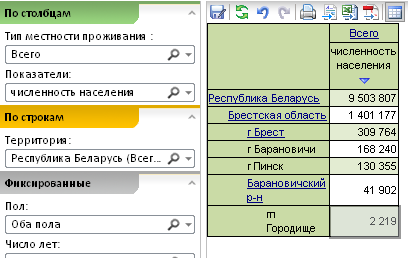 По столбцам
Тип местности проживания :
Всего
Показатели:
численность населения
По строкам
Территория:
Республика Беларусь (Всег...
Фиксированные
Пол:
Оба пола
Число лет:
Всего
численность
населения
Республика Беларусь 9 503 807
Брестская область 1 401 177
г Брест 309 764
г Барановичи 168 240
г Пинск 130 355
Барановичский
р-н 41 902
гп
Городище 2 219